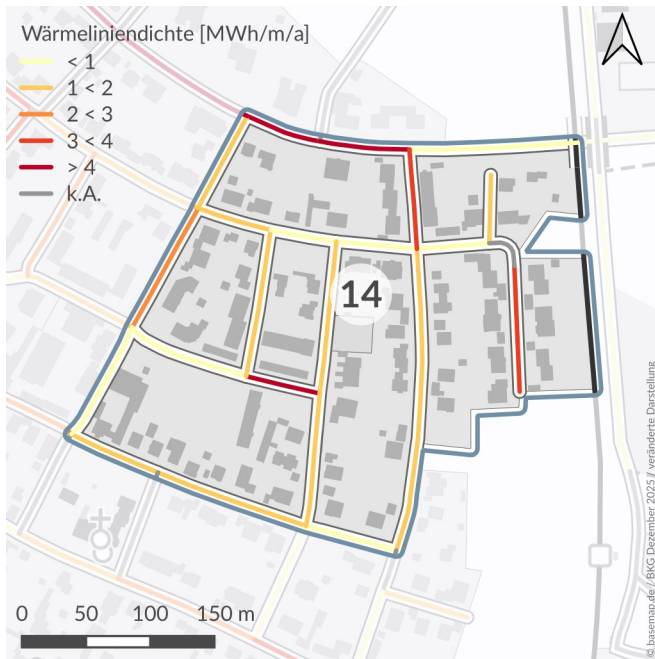 Wärmeliniendichte [MWh/m/a]
< 1
1 < 2
2 < 3
3 < 4
> 4
k.A.
14
0 50 100 150 m
© basemap.de / BKG Dezember 2025 / veränderte Darstellung